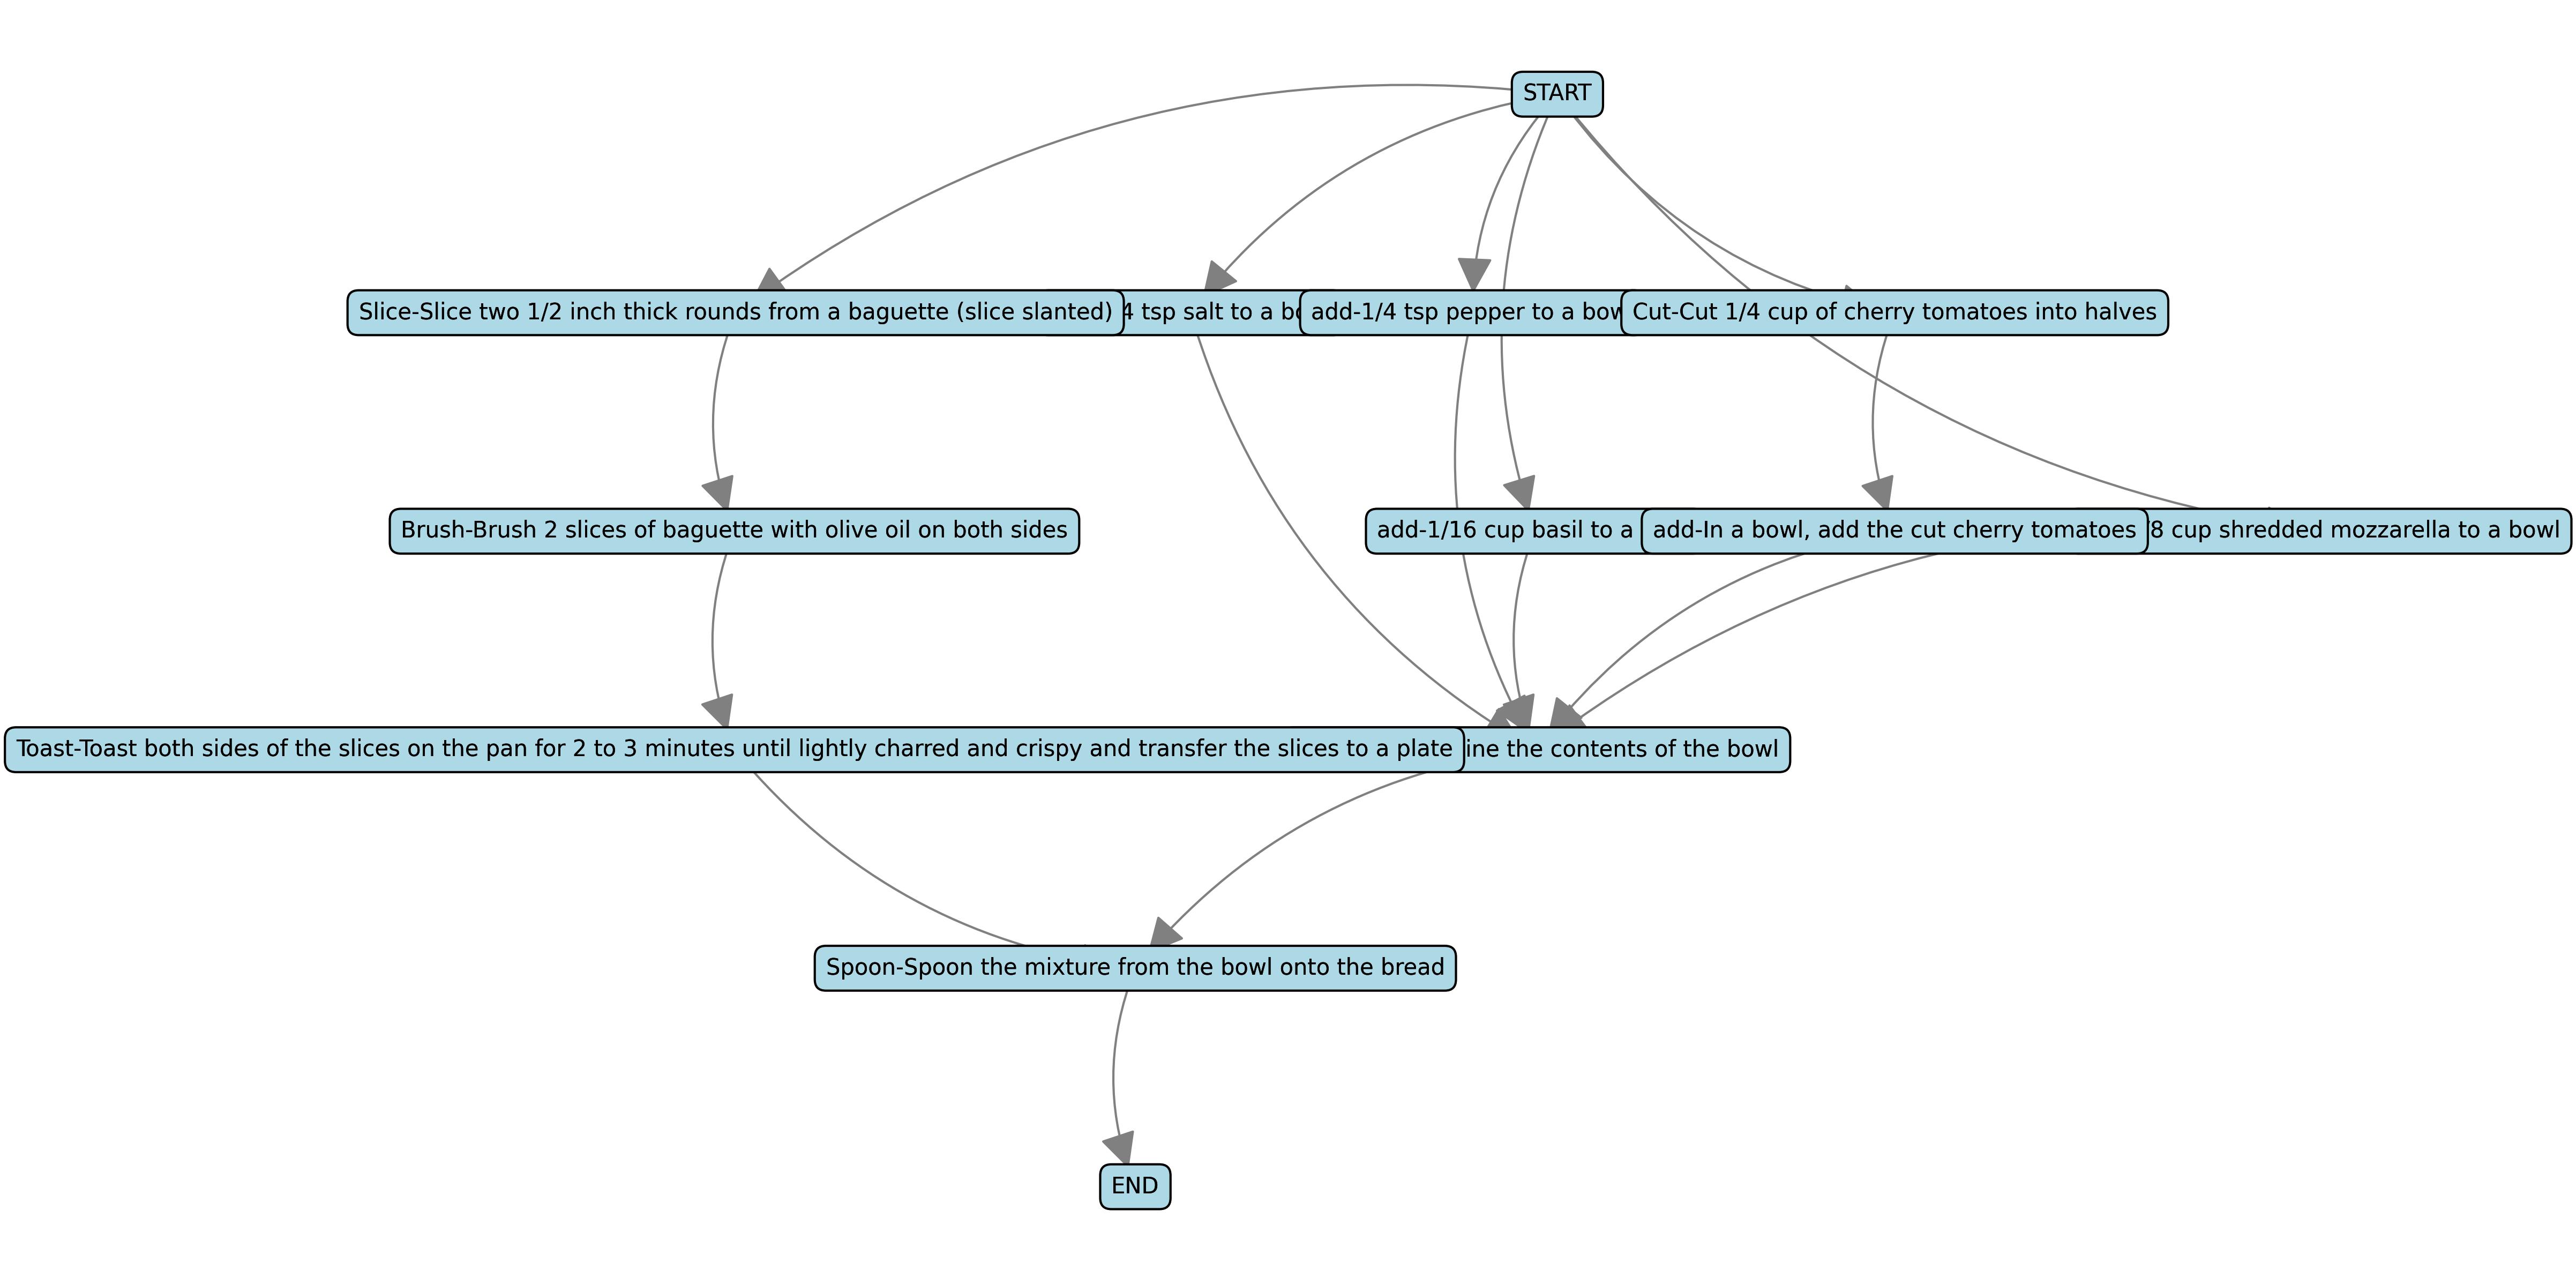 START
Slice-Slice two 1/2 inch thick rounds from a baguette (slice slanted)
4 tsp salt to a
add-1/4 tsp pepper to a
Cut-Cut 1/4 cup of cherry tomatoes into halves
Brush-Brush 2 slices of baguette with olive oil on both sides
add-1/16 cup basil to a
add-In a bowl, add the cut cherry tomatoes
/8 cup shredded mozzarella to a bowl
Toast-Toast both sides of the slices on the pan for 2 to 3 minutes until lightly charred and crispy and transfer the slices to a plate
ine the contents of the bowl
Spoon-Spoon the mixture from the bowl onto the bread
END